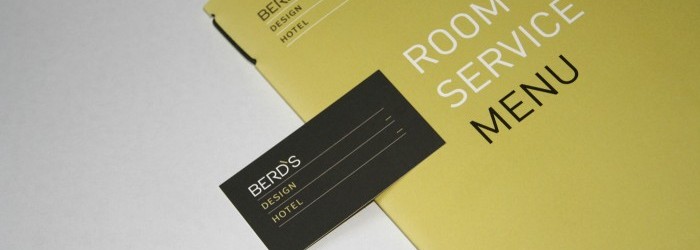 BERD'S
DESIGN
HOTEL
ROOM
SERVICE
MENU
BERD'S
DESIGN
HOTEL